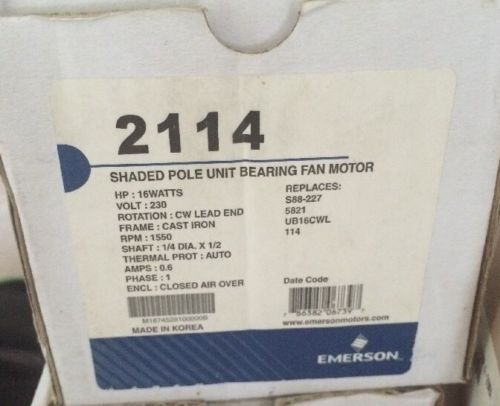 2114
SHADED POLE UNIT BEARING FAN MOTOR
HP : 16WATTS
VOLT : 230
ROTATION : CW LEAD END
FRAME : CAST IRON
RPM : 1550
SHAFT : 1/4 DIA. X 1/2
THERMAL PROT : AUTO
AMPS : 0.6
PHASE : 1
ENCL : CLOSED AIR OVER
MADE IN KOREA
REPLACES:
S88-227
5821
UB16CWL
114
Date Code
www.emersonmotors.com
EMERSON